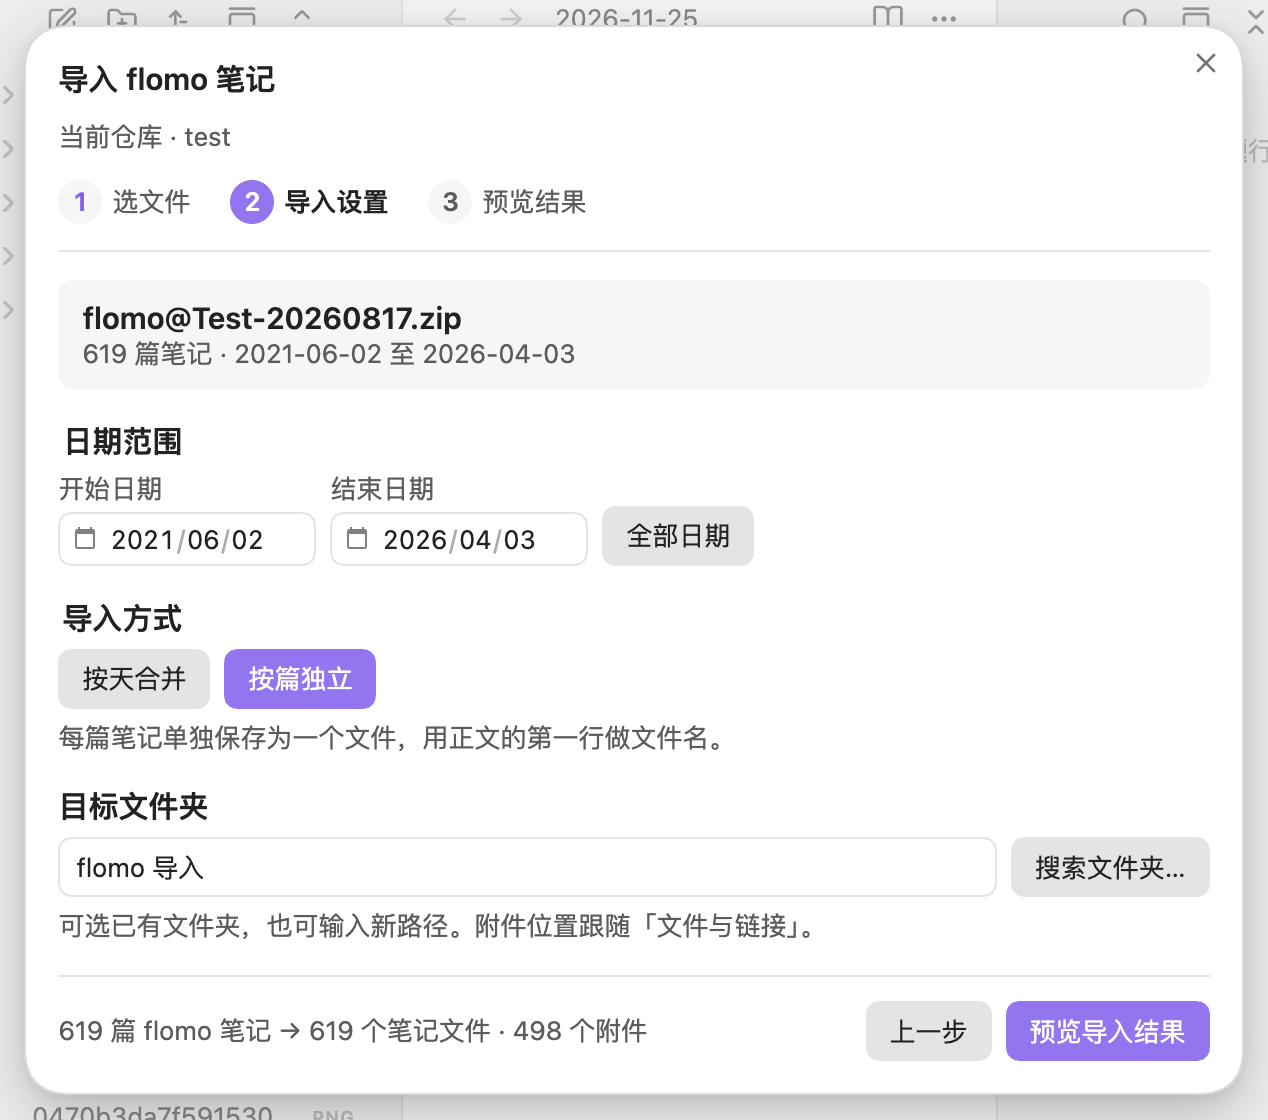 2026-11-25
导入 flomo 笔记
当前仓库 · test
1 选文件 2 导入设置 3 预览结果
flomo@Test-20260817.zip
619 篇笔记 · 2021-06-02 至 2026-04-03
日期范围
开始日期 结束日期
2021/06/02 2026/04/03 全部日期
导入方式
按天合并 按篇独立
每篇笔记单独保存为一个文件，用正文的第一行做文件名。
目标文件夹
flomo 导入 搜索文件夹...
可选已有文件夹，也可输入新路径。附件位置跟随「文件与链接」。
619 篇 flomo 笔记 → 619 个笔记文件 · 498 个附件 上一步 预览导入结果
0470b3da7f591530 PNG